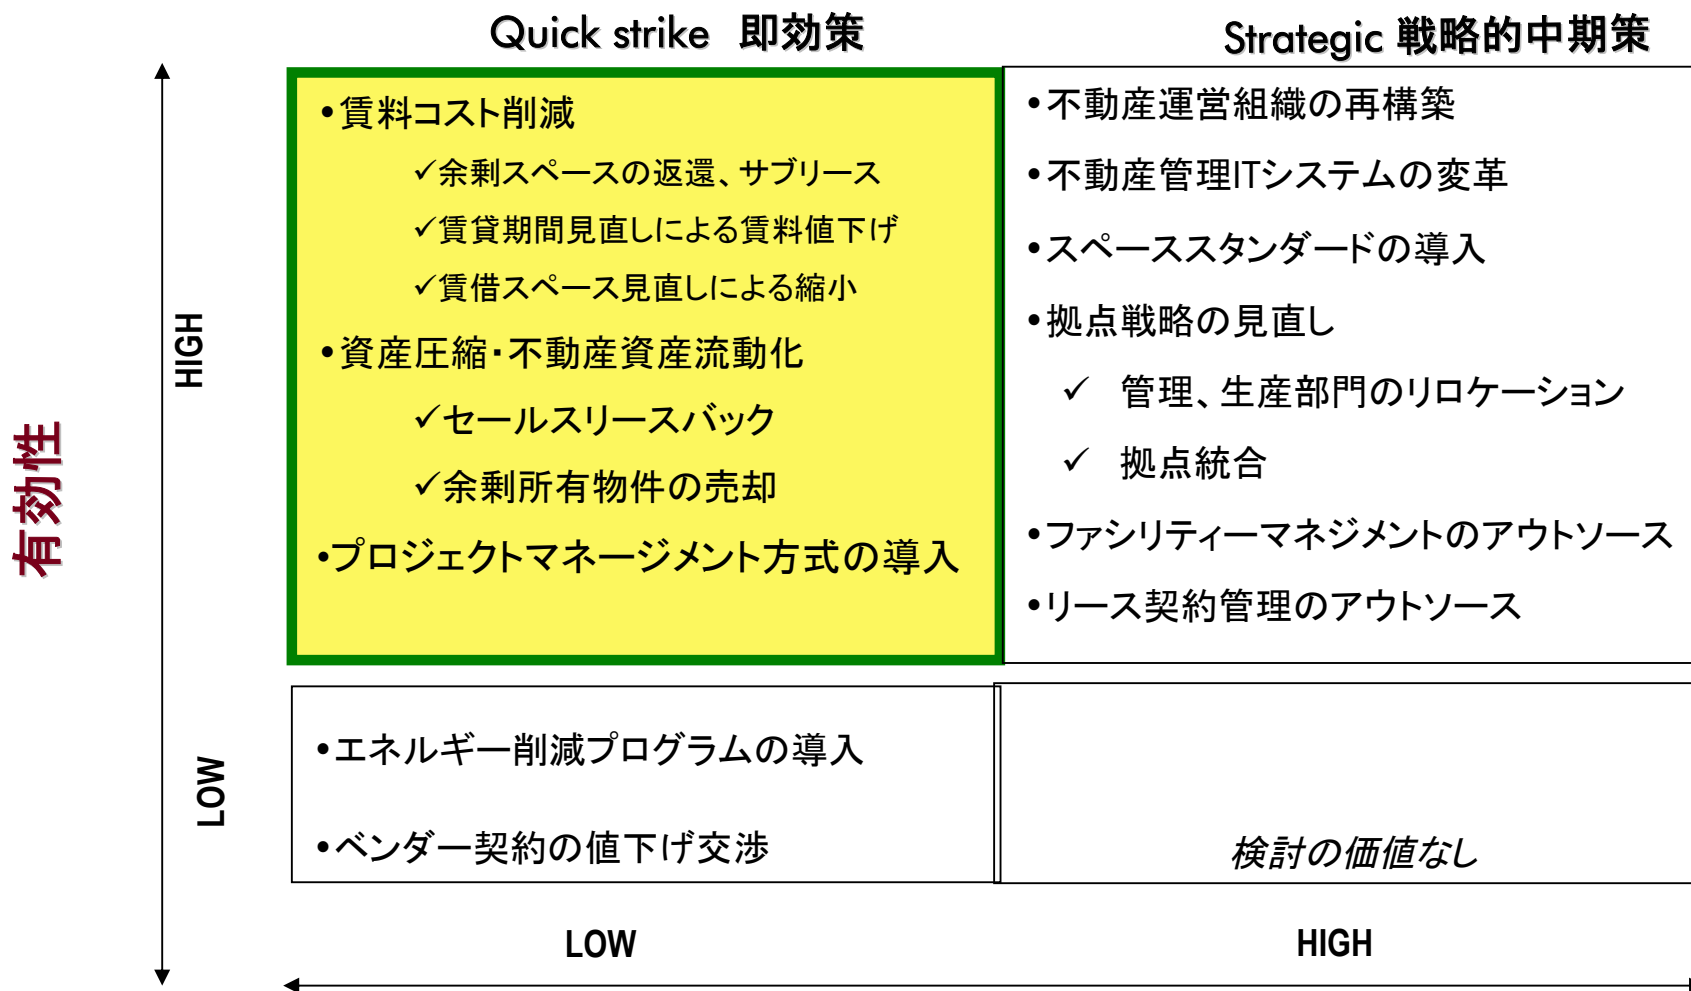 Quick strike 即効策
Strategic 戦略的中期策
•賃料コスト削減
✓余剰スペースの返還、サブリース
✓賃貸期間見直しによる賃料値下げ
✓賃借スペース見直しによる縮小
•資産圧縮・不動産資産流動化
✓セールスリースバック
✓余剰所有物件の売却
•プロジェクトマネージメント方式の導入
•不動産運営組織の再構築
•不動産管理ITシステムの変革
•スペーススタンダードの導入
•拠点戦略の見直し
✓ 管理、生産部門のリロケーション
✓ 拠点統合
•ファシリティーマネジメントのアウトソース
•リース契約管理のアウトソース
HIGH
有効性
LOW
•エネルギー削減プログラムの導入
•ベンダー契約の値下げ交渉
検討の価値なし
LOW
HIGH